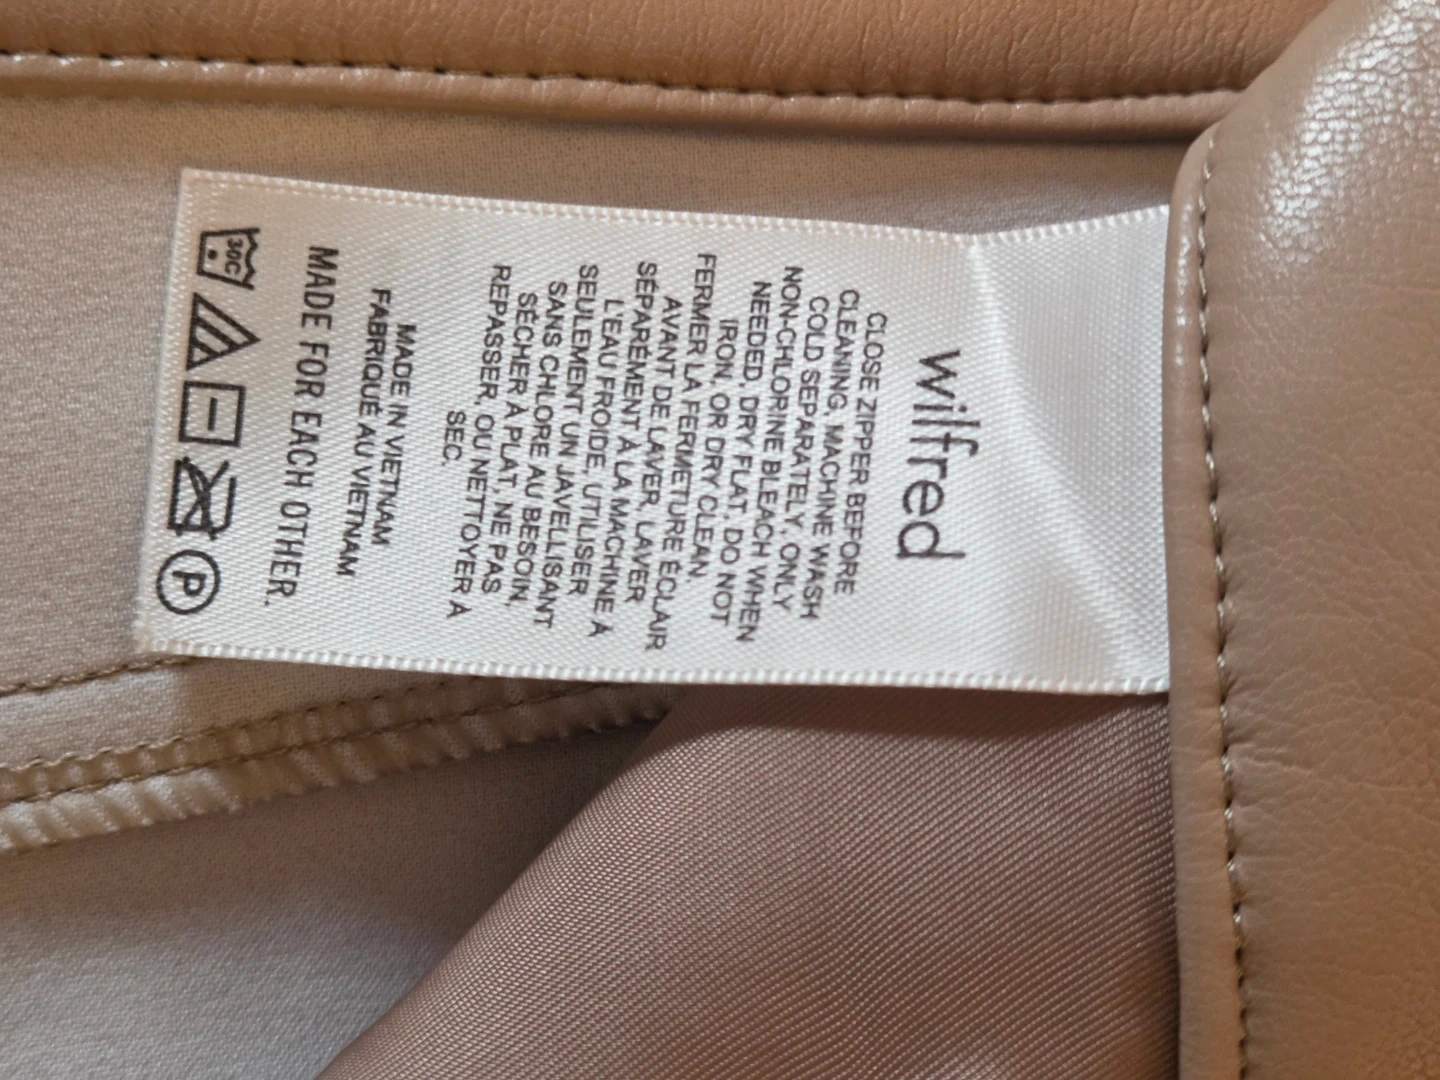 wilfred
CLOSE ZIPPER BEFORE
CLEANING, MACHINE WASH
COLD SEPARATELY, ONLY
NON-CHLORINE BLEACH WHEN
NEEDED, DRY FLAT, DO NOT
IRON, OR DRY CLEAN.
FERMER LA FERMETURE ÉCLAIR
AVANT DE LAVER, LAVER
SÉPARÉMENT À LA MACHINE À
L'EAU FROIDE, UTILISER
SEULEMENT UN JAVELLISANT
SANS CHLORE AU BESOIN,
SÉCHER À PLAT, NE PAS
REPASSER, OU NETTOYER À
SEC.
MADE IN VIETNAM
FABRIQUÉ AU VIETNAM
MADE FOR EACH OTHER.
30C P